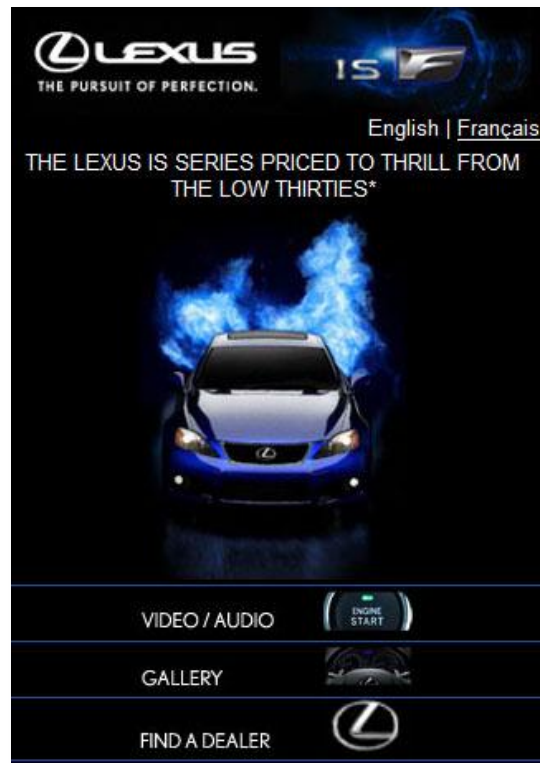 LEXUS
THE PURSUIT OF PERFECTION.
IS F
English | Français
THE LEXUS IS SERIES PRICED TO THRILL FROM
THE LOW THIRTIES*
VIDEO / AUDIO
ENGINE
START
GALLERY
FIND A DEALER